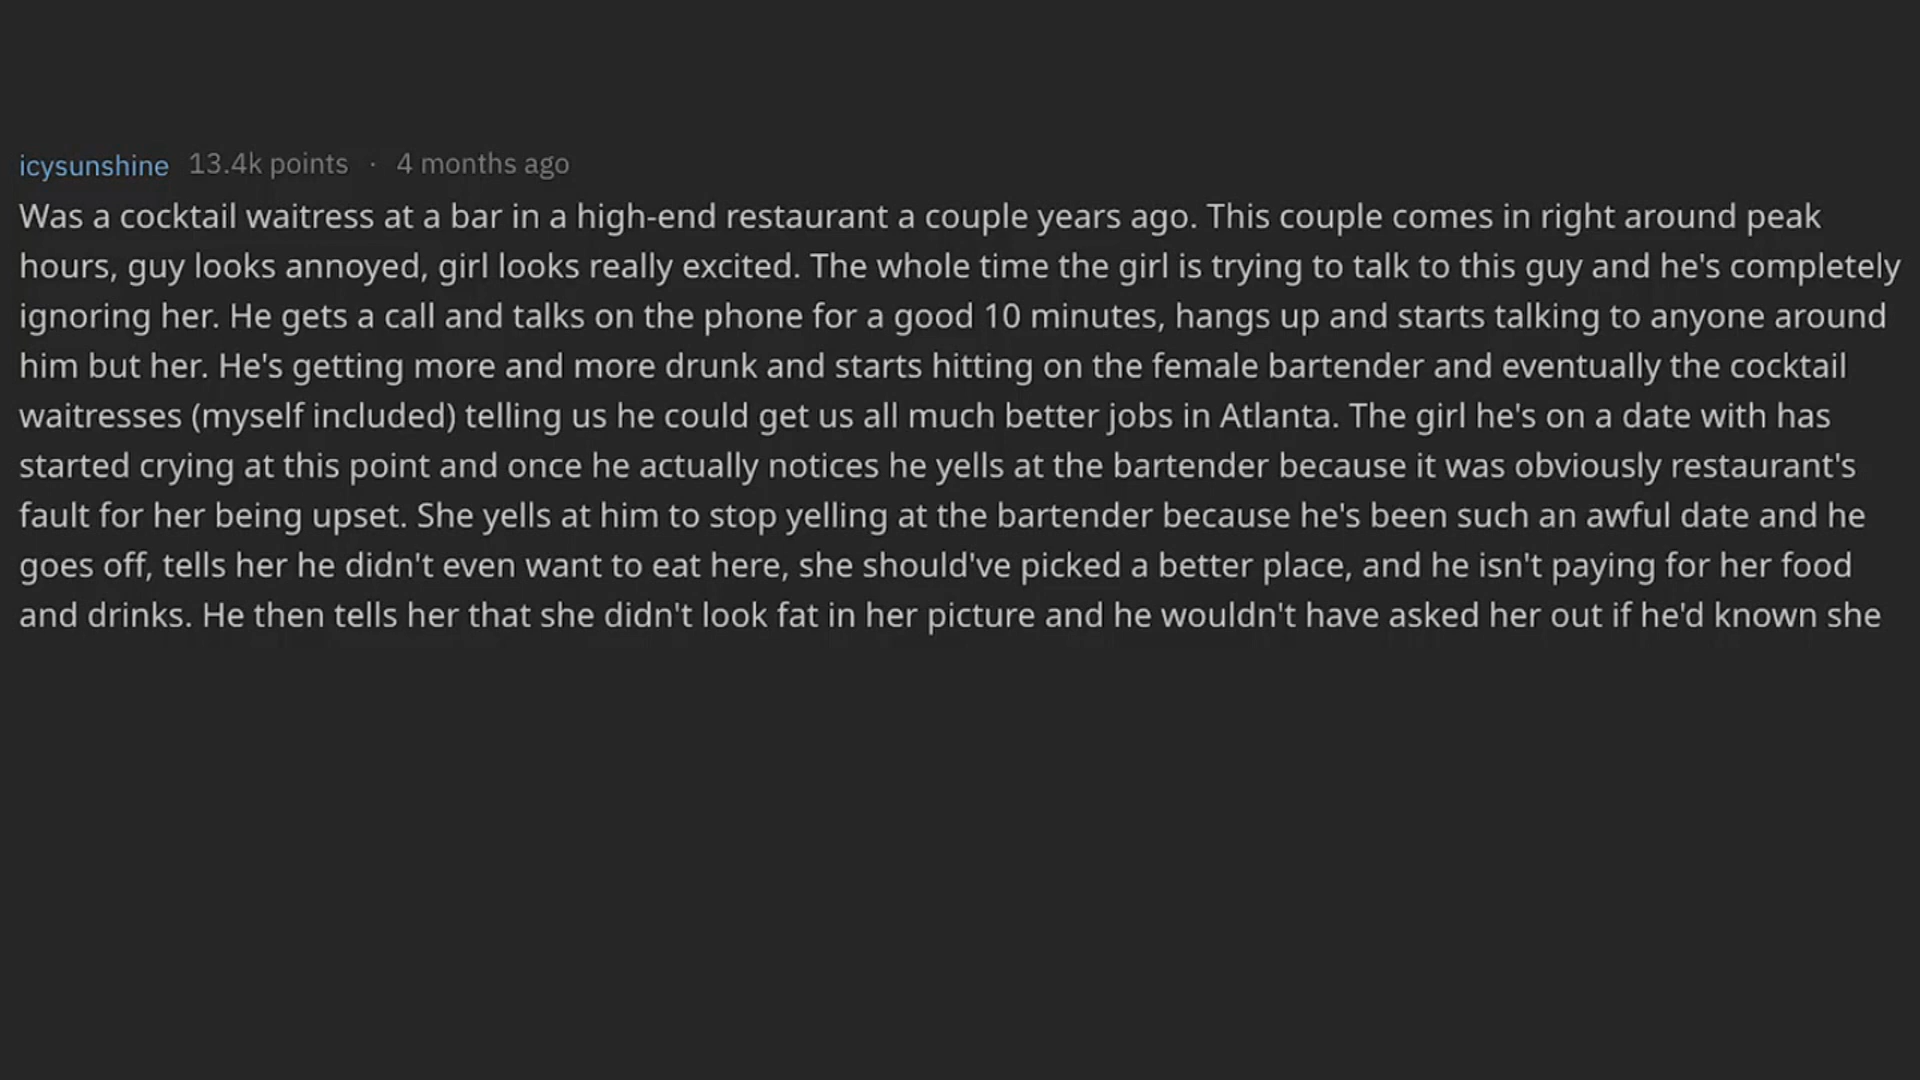 icysunshine 13.4k points · 4 months ago
Was a cocktail waitress at a bar in a high-end restaurant a couple years ago. This couple comes in right around peak
hours, guy looks annoyed, girl looks really excited. The whole time the girl is trying to talk to this guy and he's completely
ignoring her. He gets a call and talks on the phone for a good 10 minutes, hangs up and starts talking to anyone around
him but her. He's getting more and more drunk and starts hitting on the female bartender and eventually the cocktail
waitresses (myself included) telling us he could get us all much better jobs in Atlanta. The girl he's on a date with has
started crying at this point and once he actually notices he yells at the bartender because it was obviously restaurant's
fault for her being upset. She yells at him to stop yelling at the bartender because he's been such an awful date and he
goes off, tells her he didn't even want to eat here, she should've picked a better place, and he isn't paying for her food
and drinks. He then tells her that she didn't look fat in her picture and he wouldn't have asked her out if he'd known she